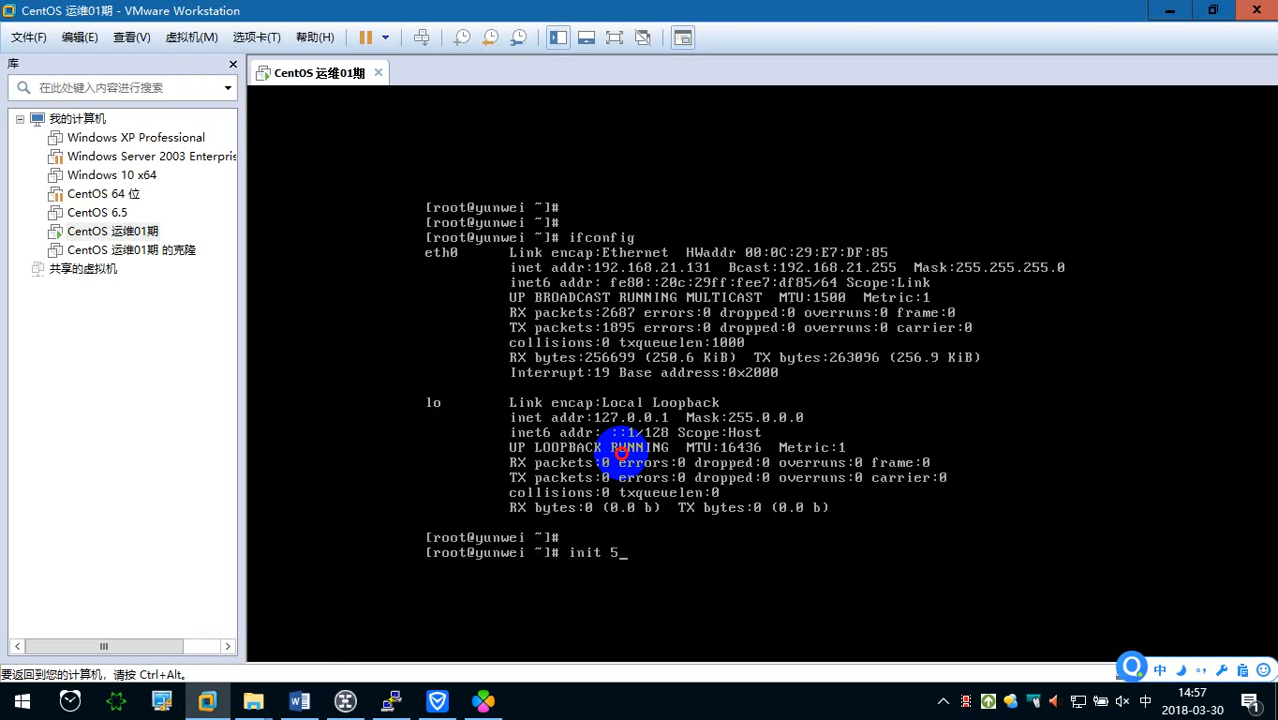 CentOS 运维01期 - VMware Workstation
文件(F) 编辑(E) 查看(V) 虚拟机(M) 选项卡(T) 帮助(H)
库
在此处键入内容进行搜索
我的计算机
Windows XP Professional
Windows Server 2003 Enterpris
Windows 10 x64
CentOS 64 位
CentOS 6.5
CentOS 运维01期
CentOS 运维01期 的克隆
共享的虚拟机
CentOS 运维01期
[root@yunwei ~]#
[root@yunwei ~]#
[root@yunwei ~]# ifconfig
eth0 Link encap:Ethernet HWaddr 00:0C:29:E7:DF:85
inet addr:192.168.21.131 Bcast:192.168.21.255 Mask:255.255.255.0
inet6 addr: fe80::20c:29ff:fee7:df85/64 Scope:Link
UP BROADCAST RUNNING MULTICAST MTU:1500 Metric:1
RX packets:2687 errors:0 dropped:0 overruns:0 frame:0
TX packets:1895 errors:0 dropped:0 overruns:0 carrier:0
collisions:0 txqueuelen:1000
RX bytes:256699 (250.6 KiB) TX bytes:263096 (256.9 KiB)
Interrupt:19 Base address:0x2000
lo Link encap:Local Loopback
inet addr:127.0.0.1 Mask:255.0.0.0
inet6 addr: ::1/128 Scope:Host
UP LOOPBACK RUNNING MTU:16436 Metric:1
RX packets:0 errors:0 dropped:0 overruns:0 frame:0
TX packets:0 errors:0 dropped:0 overruns:0 carrier:0
collisions:0 txqueuelen:0
RX bytes:0 (0.0 b) TX bytes:0 (0.0 b)
[root@yunwei ~]#
[root@yunwei ~]# init 5_
要返回到您的计算机，请按 Ctrl+Alt。
中
中
14:57
2018-03-30
1